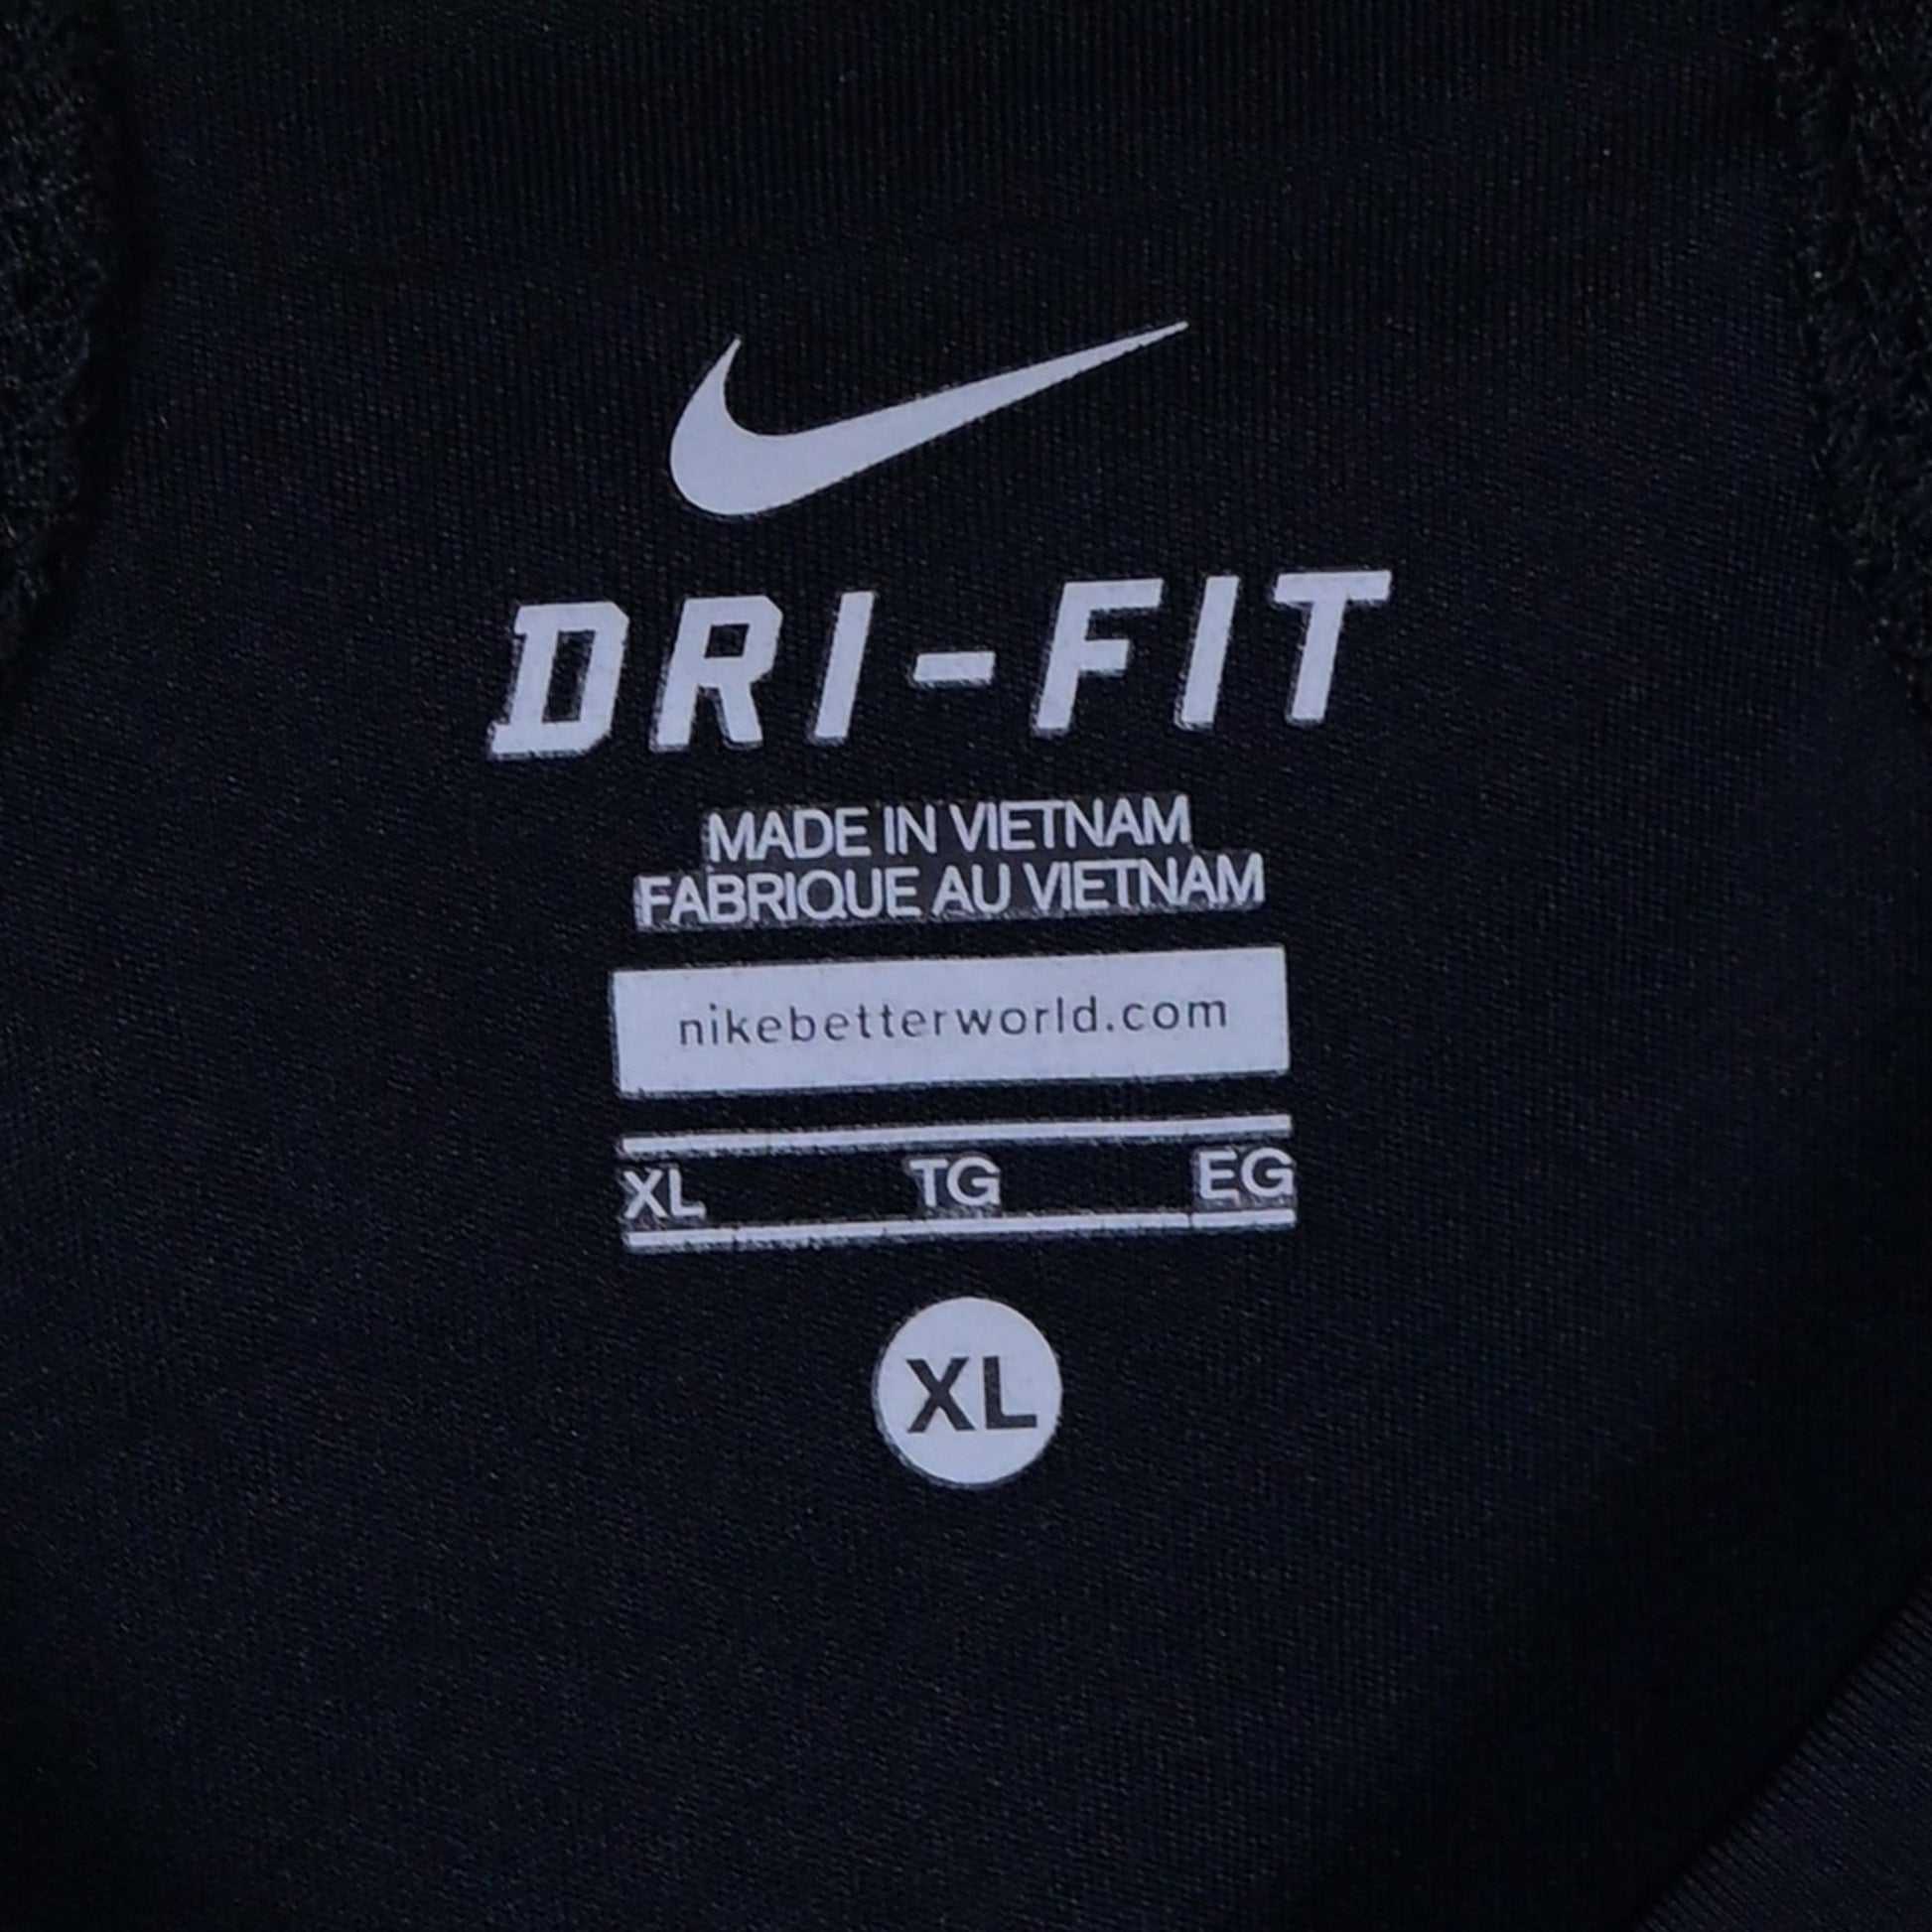 DRI-FIT
MADE IN VIETNAM
FABRIQUE AU VIETNAM
nikebetterworld.com
XL TG EG
XL